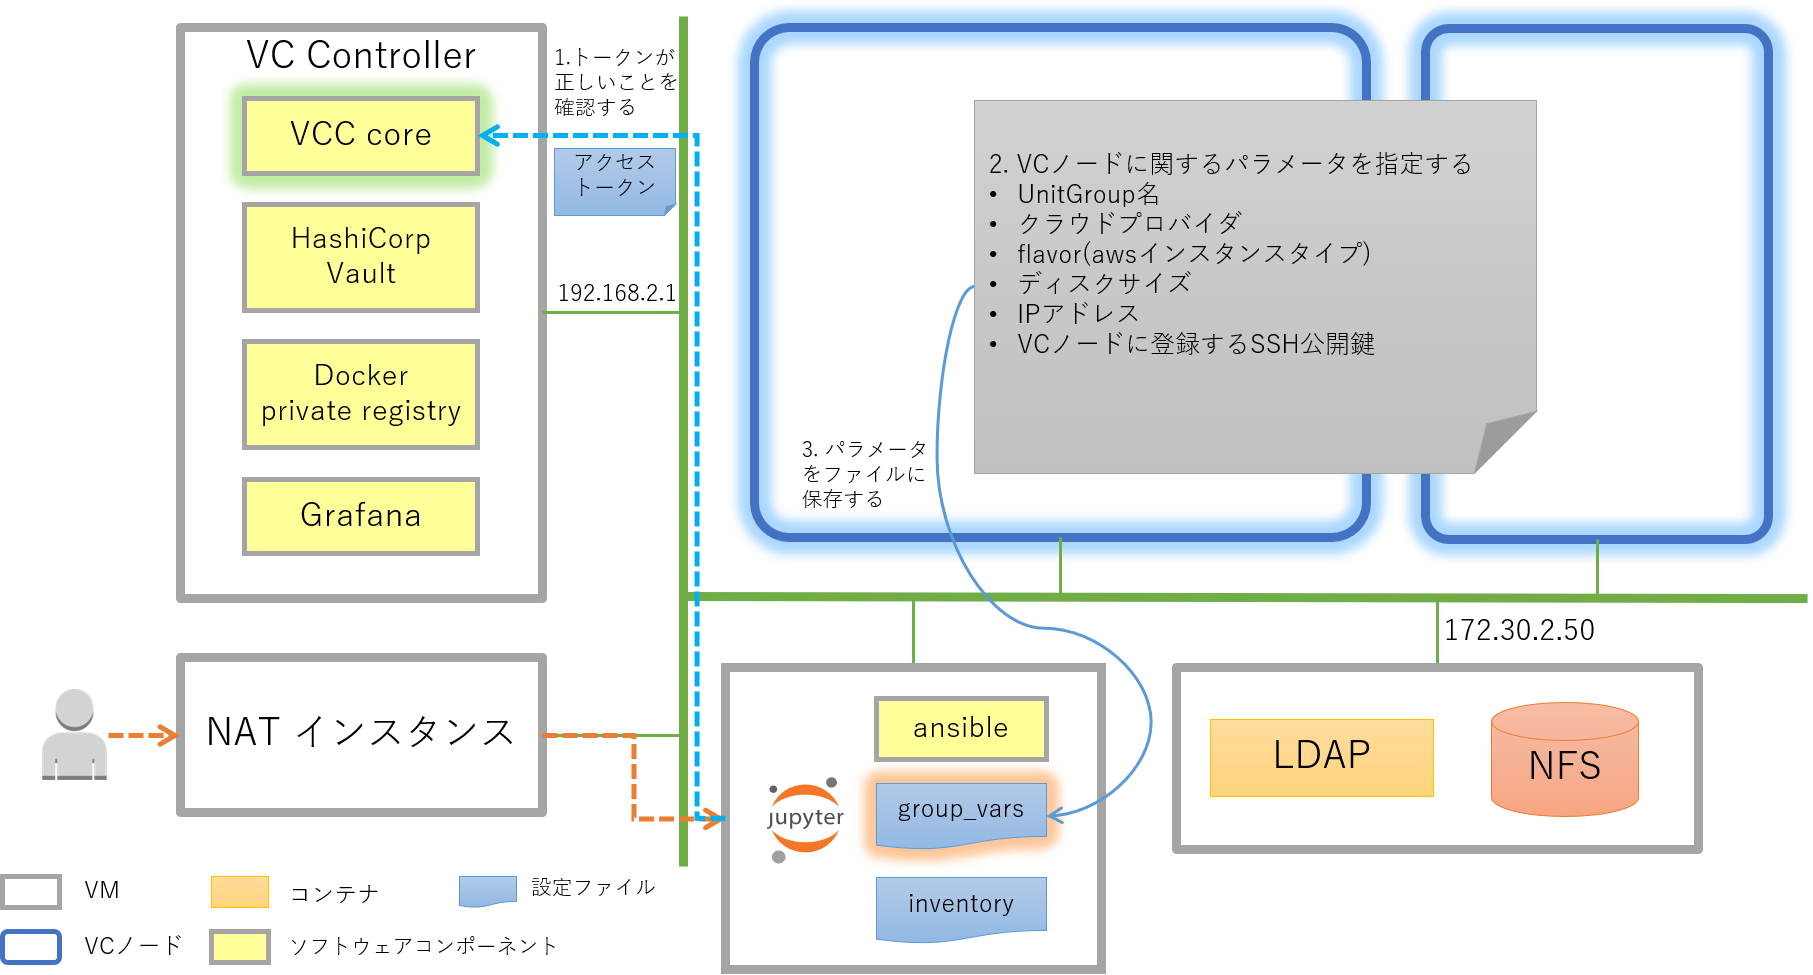 VC Controller
VCC core
HashiCorp
Vault
Docker
private registry
Grafana
1.トークンが
正しいことを
確認する
アクセス
トークン
192.168.2.1
2. VCノードに関するパラメータを指定する
• UnitGroup名
• クラウドプロバイダ
• flavor(awsインスタンスタイプ)
• ディスクサイズ
• IPアドレス
• VCノードに登録するSSH公開鍵
3. パラメータ
をファイルに
保存する
172.30.2.50
NAT インスタンス
ansible
jupyter
group_vars
inventory
LDAP
NFS
VM
コンテナ
設定ファイル
VCノード
ソフトウェアコンポーネント